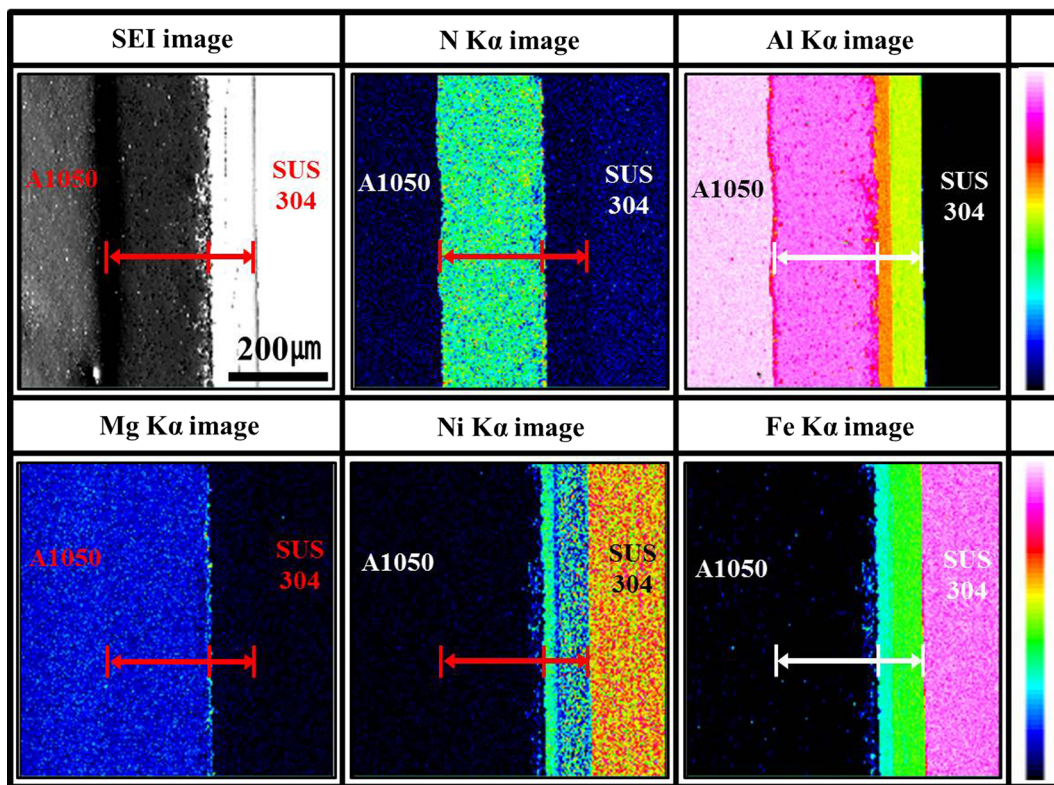 SEI image
N Kα image
Al Kα image
A1050
SUS
304
200μm
A1050
SUS
304
A1050
SUS
304
Mg Kα image
Ni Kα image
Fe Kα image
A1050
SUS
304
A1050
SUS
304
A1050
SUS
304